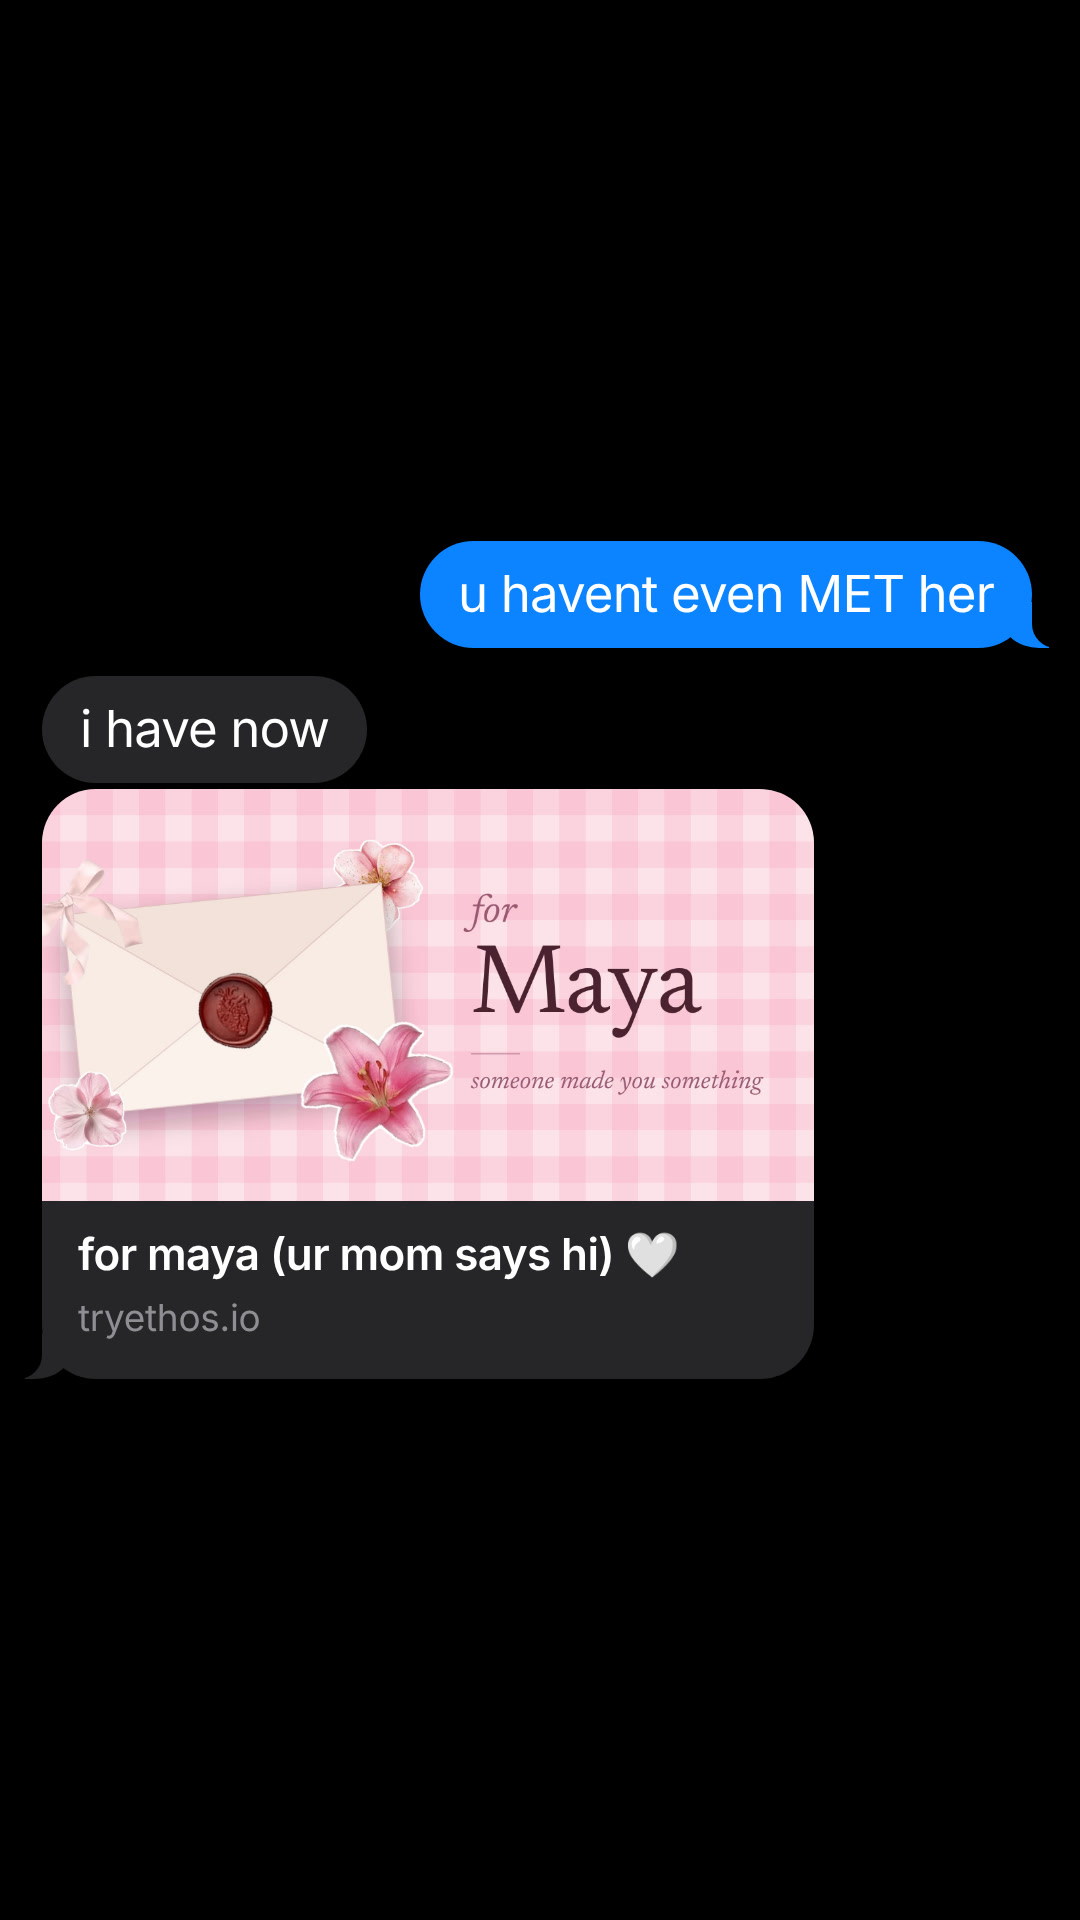 u havent even MET her
i have now
for
Maya
someone made you something
for maya (ur mom says hi) 🤍
tryethos.io